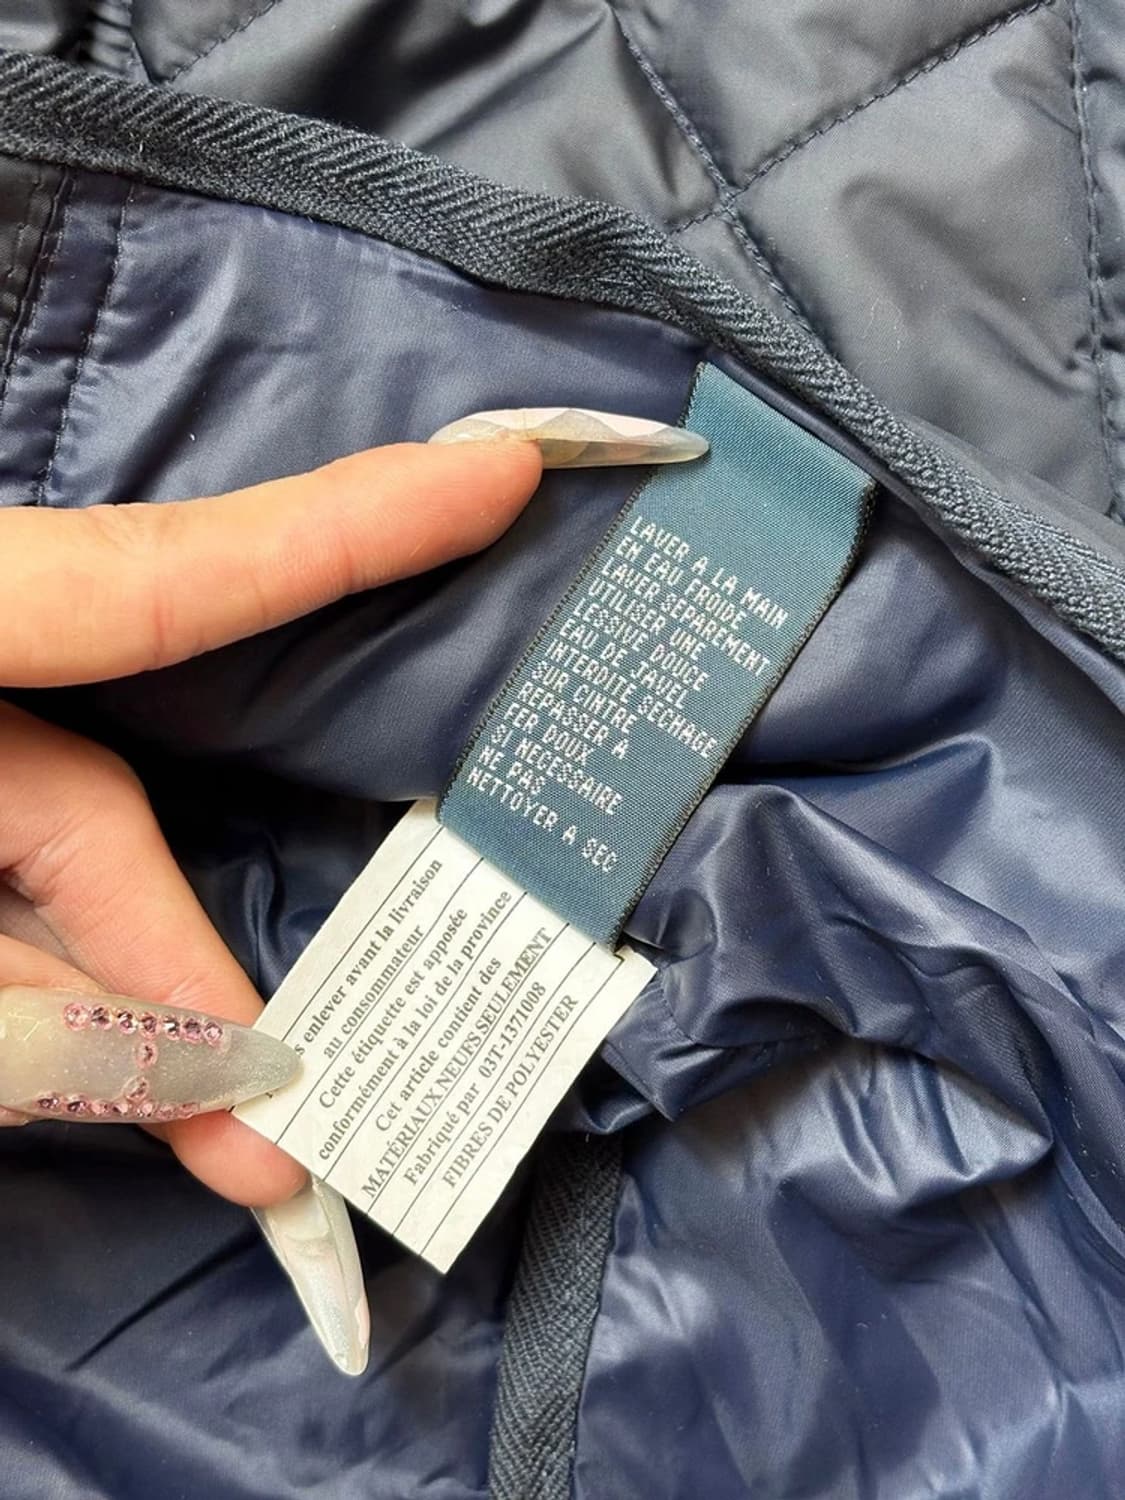 LAVER A LA MAIN
EN EAU FROIDE
LAVER SEPAREMENT
UTILISER UNE
LESSIVE DOUCE
EAU DE JAVEL
INTERDITE SECHAGE
SUR CINTRE
REPASSER A
FER DOUX
SI NECESSAIRE
NE PAS
NETTOYER A SEC
enlever avant la livraison
au consommateur
Cette étiquette est apposée
conformément à la loi de la province
Cet article contient des
MATÉRIAUX NEUFS SEULEMENT
Fabriqué par 03T-1371008
FIBRES DE POLYESTER